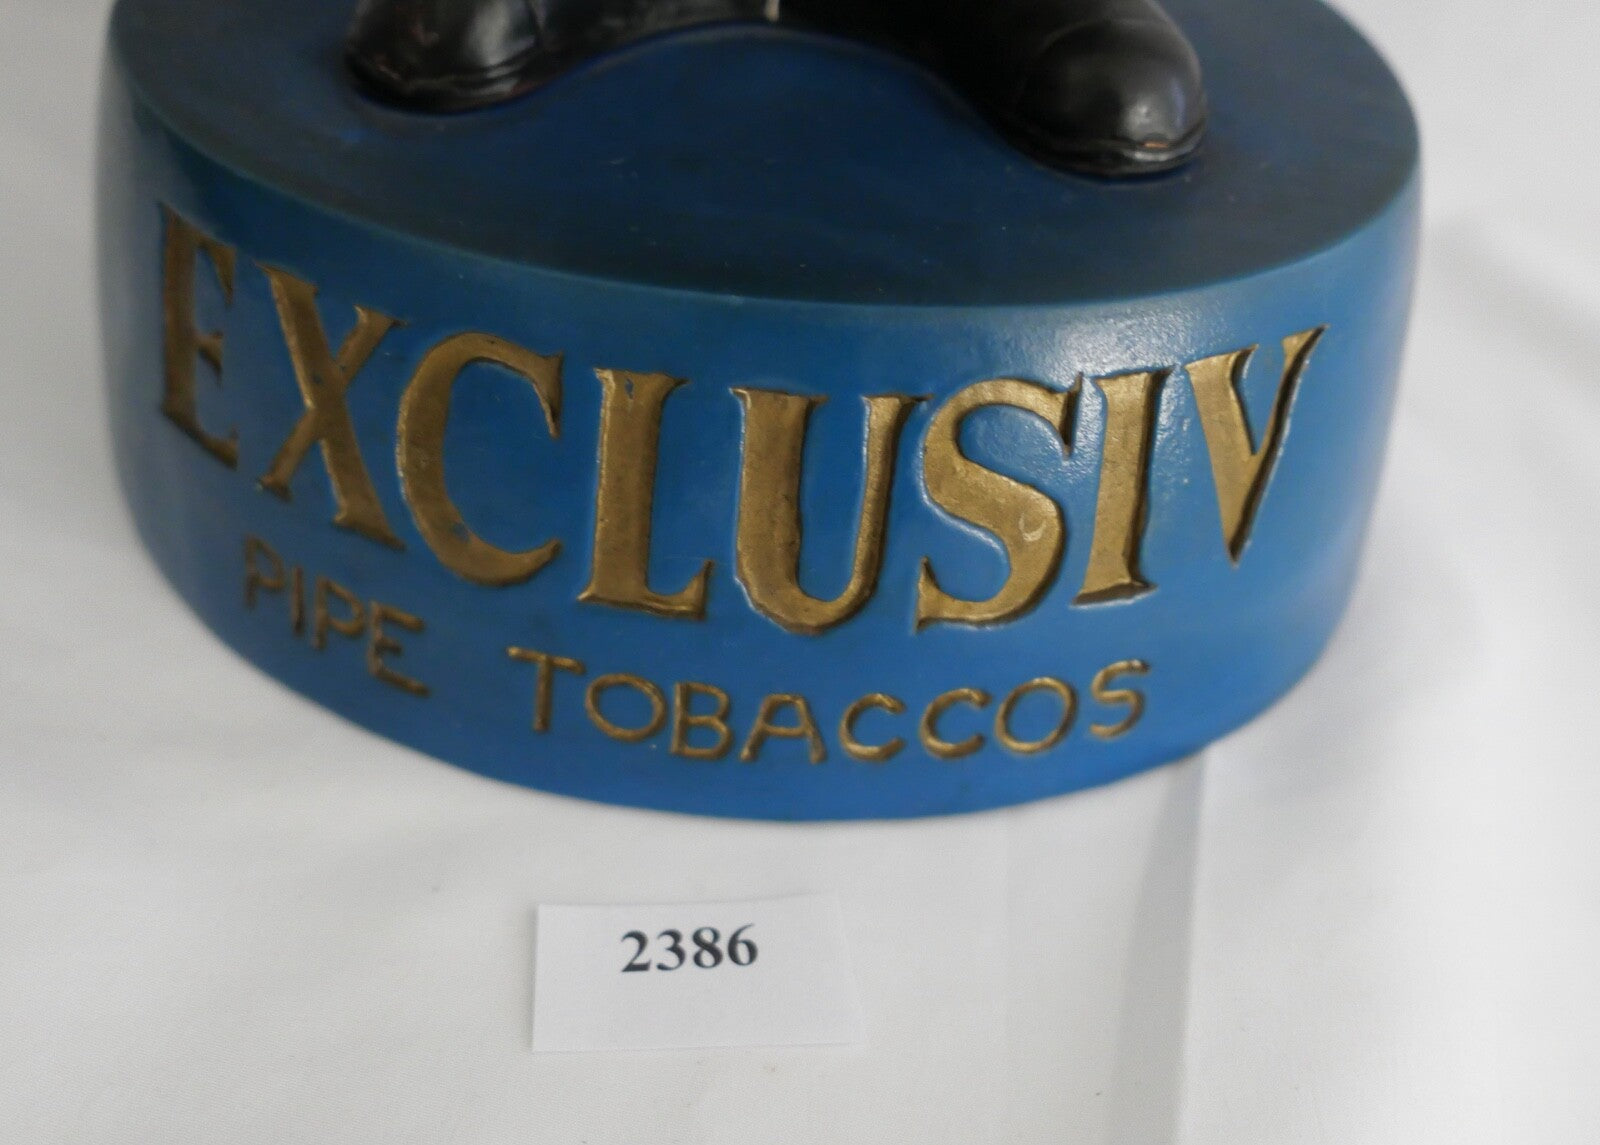 EXCLUSIV
PIPE TOBACCOS
2386